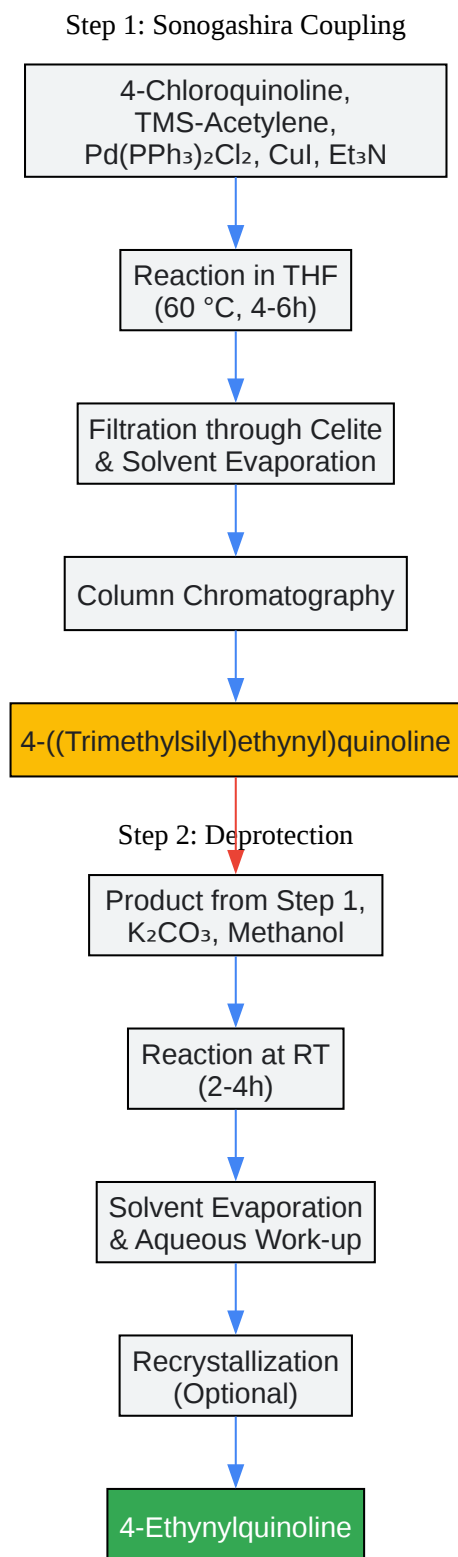 Step 1: Sonogashira Coupling
4-Chloroquinoline,
TMS-Acetylene,
Pd(PPh₃)₂Cl₂, CuI, Et₃N
Reaction in THF
(60 °C, 4-6h)
Filtration through Celite
& Solvent Evaporation
Column Chromatography
4-((Trimethylsilyl)ethynyl)quinoline
Step 2: Deprotection
Product from Step 1,
K₂CO₃, Methanol
Reaction at RT
(2-4h)
Solvent Evaporation
& Aqueous Work-up
Recrystallization
(Optional)
4-Ethynylquinoline